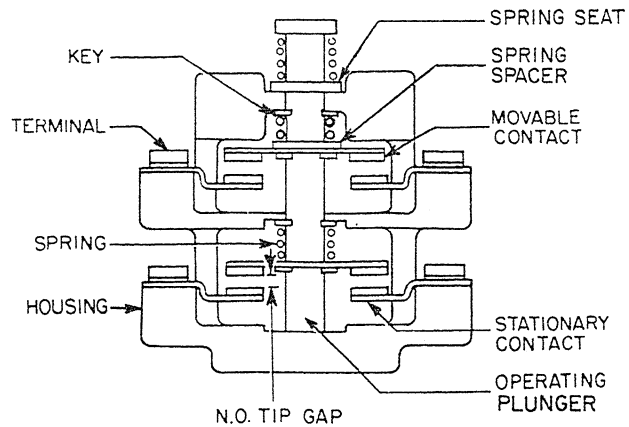 SPRING SEAT
KEY
SPRING
SPACER
MOVABLE
CONTACT
TERMINAL
SPRING
HOUSING
STATIONARY
CONTACT
OPERATING
PLUNGER
N.O. TIP GAP